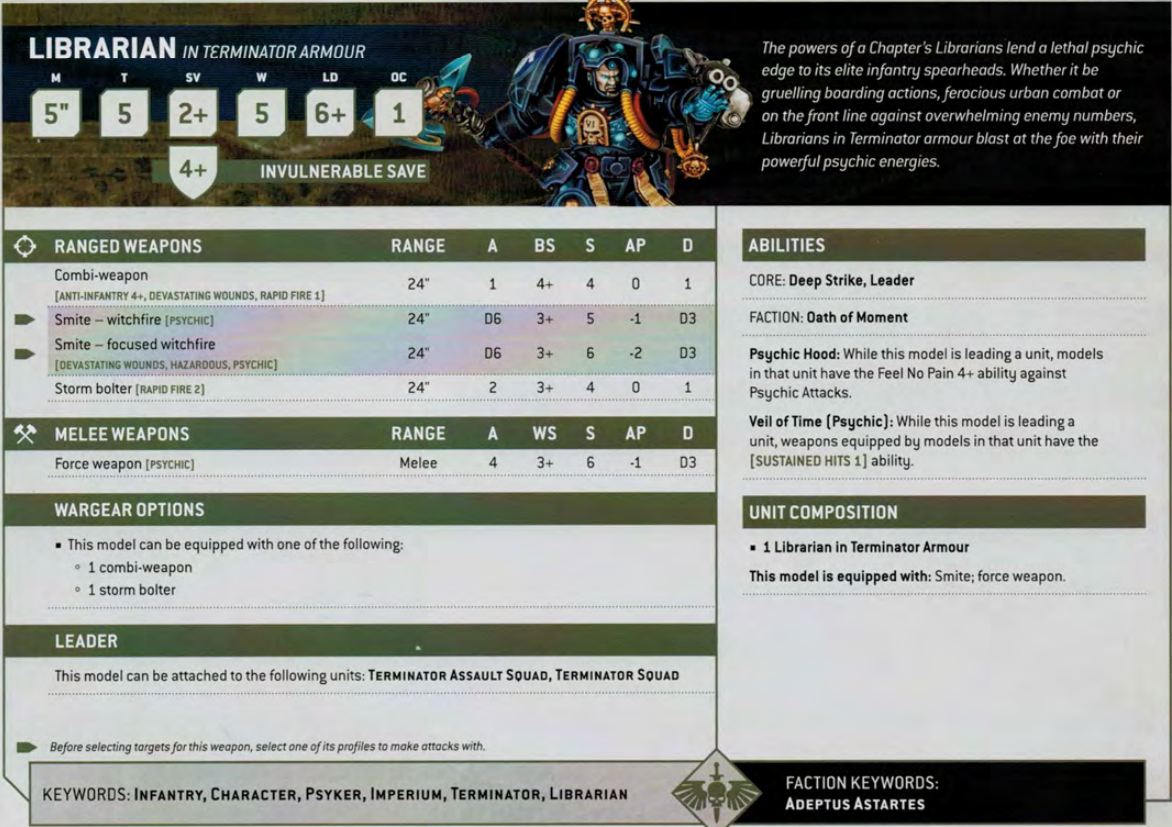 LIBRARIAN IN TERMINATOR ARMOUR
M T SV W LD OC
5" 5 2+ 5 6+ 1
4+ INVULNERABLE SAVE
The powers of a Chapter's Librarians lend a lethal psychic
edge to its elite infantry spearheads. Whether it be
gruelling boarding actions, ferocious urban combat or
on the front line against overwhelming enemy numbers,
Librarians in Terminator armour blast at the foe with their
powerful psychic energies.
RANGED WEAPONS RANGE A BS S AP D
Combi-weapon 24" 1 4+ 4 0 1
[ANTI-INFANTRY 4+, DEVASTATING WOUNDS, RAPID FIRE 1]
Smite – witchfire [PSYCHIC] 24" D6 3+ 5 -1 D3
Smite – focused witchfire 24" D6 3+ 6 -2 D3
[DEVASTATING WOUNDS, HAZARDOUS, PSYCHIC]
Storm bolter [RAPID FIRE 2] 24" 2 3+ 4 0 1
MELEE WEAPONS RANGE A WS S AP D
Force weapon [PSYCHIC] Melee 4 3+ 6 -1 D3
WARGEAR OPTIONS
▪ This model can be equipped with one of the following:
◦ 1 combi-weapon
◦ 1 storm bolter
LEADER
This model can be attached to the following units: TERMINATOR ASSAULT SQUAD, TERMINATOR SQUAD
Before selecting targets for this weapon, select one of its profiles to make attacks with.
ABILITIES
CORE: Deep Strike, Leader
FACTION: Oath of Moment
Psychic Hood: While this model is leading a unit, models
in that unit have the Feel No Pain 4+ ability against
Psychic Attacks.
Veil of Time (Psychic): While this model is leading a
unit, weapons equipped by models in that unit have the
[SUSTAINED HITS 1] ability.
UNIT COMPOSITION
▪ 1 Librarian in Terminator Armour
This model is equipped with: Smite; force weapon.
KEYWORDS: INFANTRY, CHARACTER, PSYKER, IMPERIUM, TERMINATOR, LIBRARIAN
FACTION KEYWORDS:
ADEPTUS ASTARTES